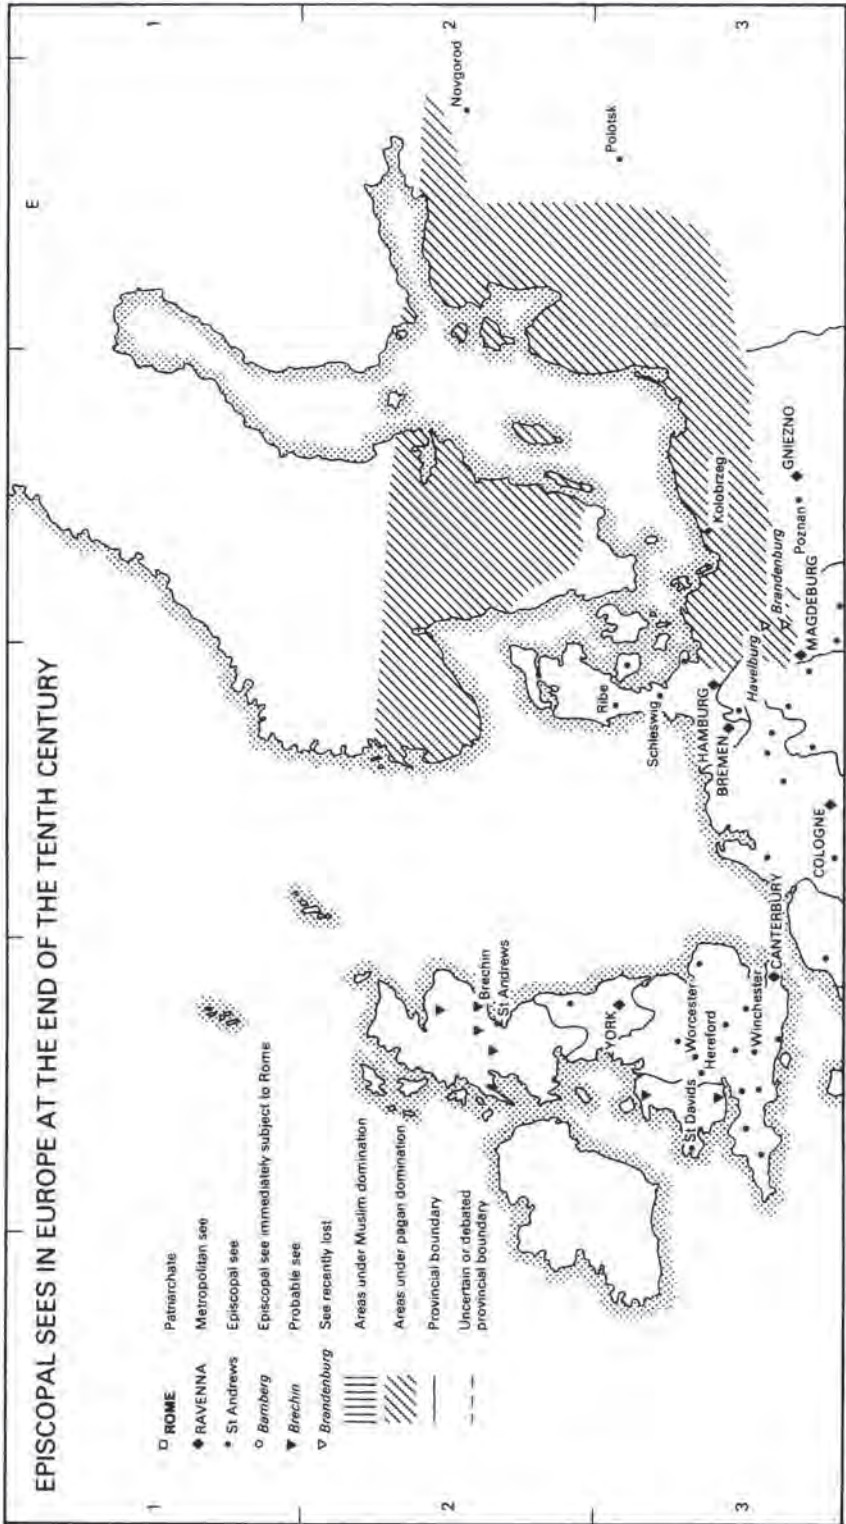 EPISCOPAL SEES IN EUROPE AT THE END OF THE TENTH CENTURY
ROME Patriarchate
RAVENNA Metropolitan see
St Andrews Episcopal see
Bamberg Episcopal see immediately subject to Rome
Brechin Probable see
Brandenburg See recently lost
Areas under Muslim domination
Areas under pagan domination
Provincial boundary
Uncertain or debated
provincial boundary
E
1
1
2
2
3
3
Novgorod
Polotsk
Brechin
St Andrews
YORK
Worcester
Hereford
St Davids
Winchester
CANTERBURY
Ribe
Schleswig
HAMBURG
BREMEN
Havelburg
Brandenburg
MAGDEBURG
COLOGNE
Kolobrzeg
Poznan
GNIEZNO